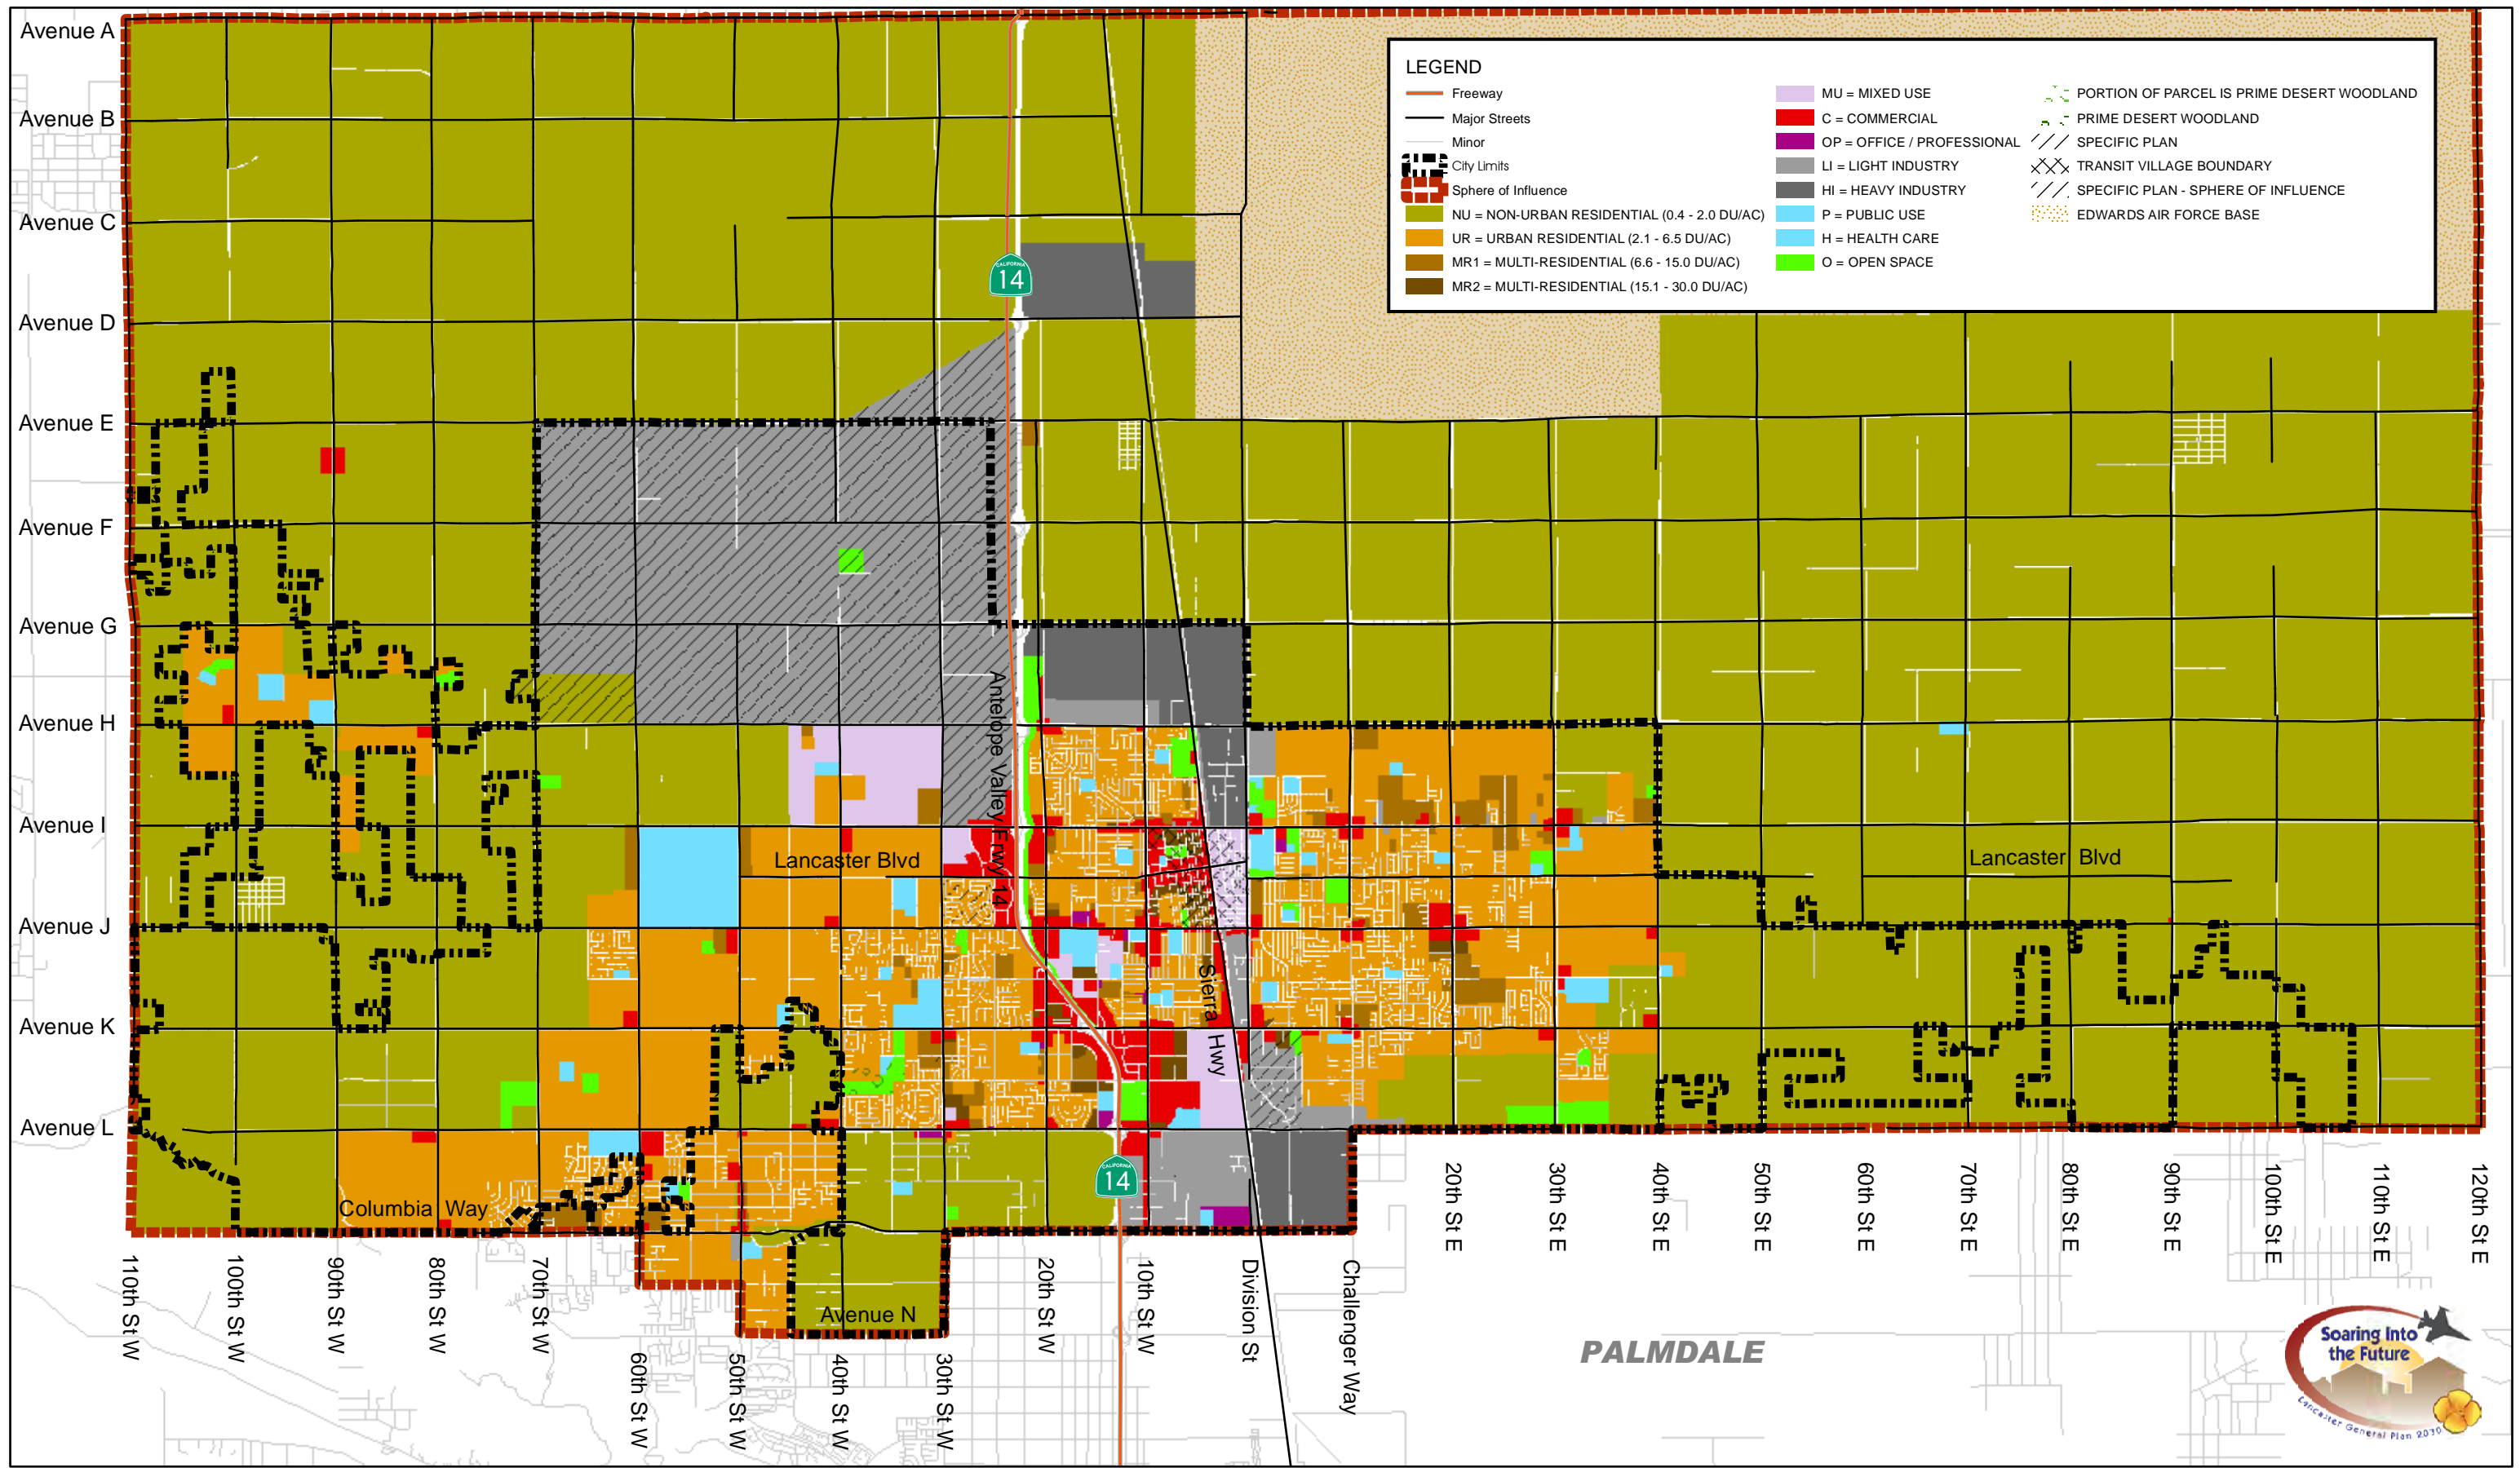 Avenue A
Avenue B
Avenue C
Avenue D
Avenue E
Avenue F
Avenue G
Avenue H
Avenue I
Avenue J
Avenue K
Avenue L
LEGEND
Freeway
Major Streets
Minor
City Limits
Sphere of Influence
NU = NON-URBAN RESIDENTIAL (0.4 - 2.0 DU/AC)
UR = URBAN RESIDENTIAL (2.1 - 6.5 DU/AC)
MR1 = MULTI-RESIDENTIAL (6.6 - 15.0 DU/AC)
MR2 = MULTI-RESIDENTIAL (15.1 - 30.0 DU/AC)
MU = MIXED USE
C = COMMERCIAL
OP = OFFICE / PROFESSIONAL
LI = LIGHT INDUSTRY
HI = HEAVY INDUSTRY
P = PUBLIC USE
H = HEALTH CARE
O = OPEN SPACE
PORTION OF PARCEL IS PRIME DESERT WOODLAND
PRIME DESERT WOODLAND
SPECIFIC PLAN
TRANSIT VILLAGE BOUNDARY
SPECIFIC PLAN - SPHERE OF INFLUENCE
EDWARDS AIR FORCE BASE
CALIFORNIA
14
Antelope Valley Frwy 14
Lancaster Blvd
Lancaster Blvd
Sierra Hwy
CALIFORNIA
14
Columbia Way
Avenue N
110th St W
100th St W
90th St W
80th St W
70th St W
60th St W
50th St W
40th St W
30th St W
20th St W
10th St W
Division St
Challenger Way
20th St E
30th St E
40th St E
50th St E
60th St E
70th St E
80th St E
90th St E
100th St E
110th St E
120th St E
PALMDALE
Soaring Into
the Future
Lancaster General Plan 2030